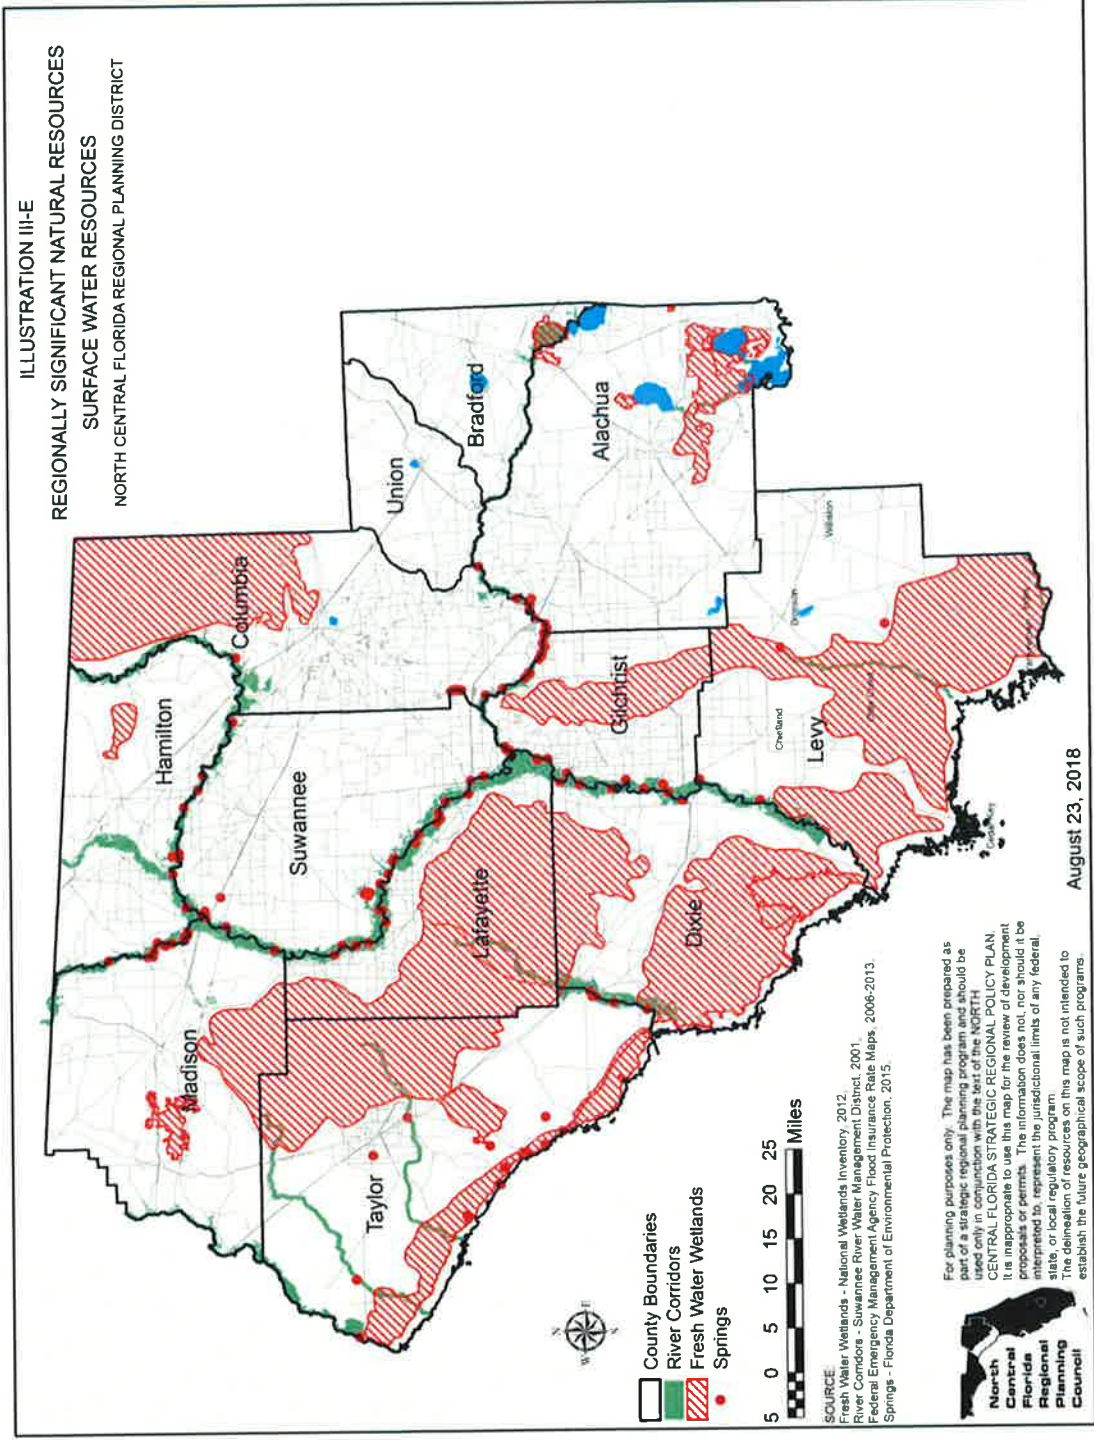 ILLUSTRATION III-E
REGIONALLY SIGNIFICANT NATURAL RESOURCES
SURFACE WATER RESOURCES
NORTH CENTRAL FLORIDA REGIONAL PLANNING DISTRICT
Hamilton
Columbia
Madison
Suwannee
Union
Bradford
Taylor
Lafayette
Gilchrist
Alachua
Dixie
Levy
Chiefland
Bronson
Williston
Cedar Key
N
E
S
W
County Boundaries
River Corridors
Fresh Water Wetlands
Springs
5 0 5 10 15 20 25
Miles
SOURCE:
Fresh Water Wetlands - National Wetlands Inventory, 2012.
River Corridors - Suwannee River Water Management District, 2001.
Federal Emergency Management Agency Flood Insurance Rate Maps, 2006-2013.
Springs - Florida Department of Environmental Protection, 2015.
For planning purposes only. The map has been prepared as
part of a strategic regional planning program and should be
used only in conjunction with the text of the NORTH
CENTRAL FLORIDA STRATEGIC REGIONAL POLICY PLAN.
It is inappropriate to use this map for the review of development
proposals or permits. The information does not, nor should it be
interpreted to, represent the jurisdictional limits of any federal,
state, or local regulatory program.
The delineation of resources on this map is not intended to
establish the future geographical scope of such programs.
August 23, 2018
North
Central
Florida
Regional
Planning
Council